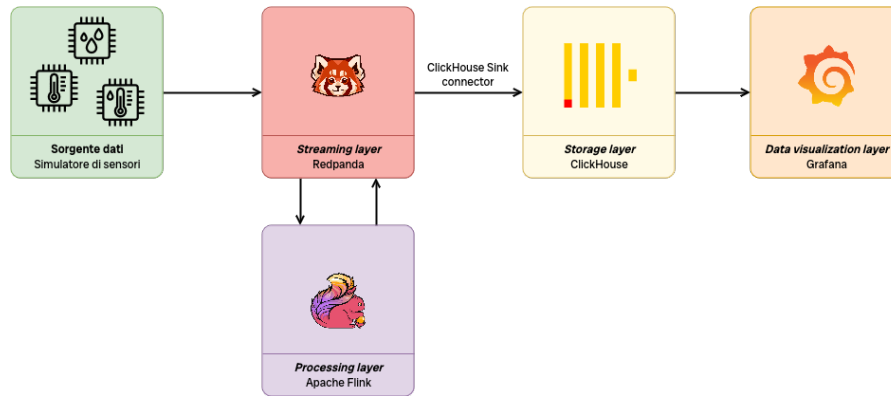 Sorgente dati
Simulatore di sensori
Streaming layer
Redpanda
ClickHouse Sink
connector
Storage layer
ClickHouse
Data visualization layer
Grafana
Processing layer
Apache Flink